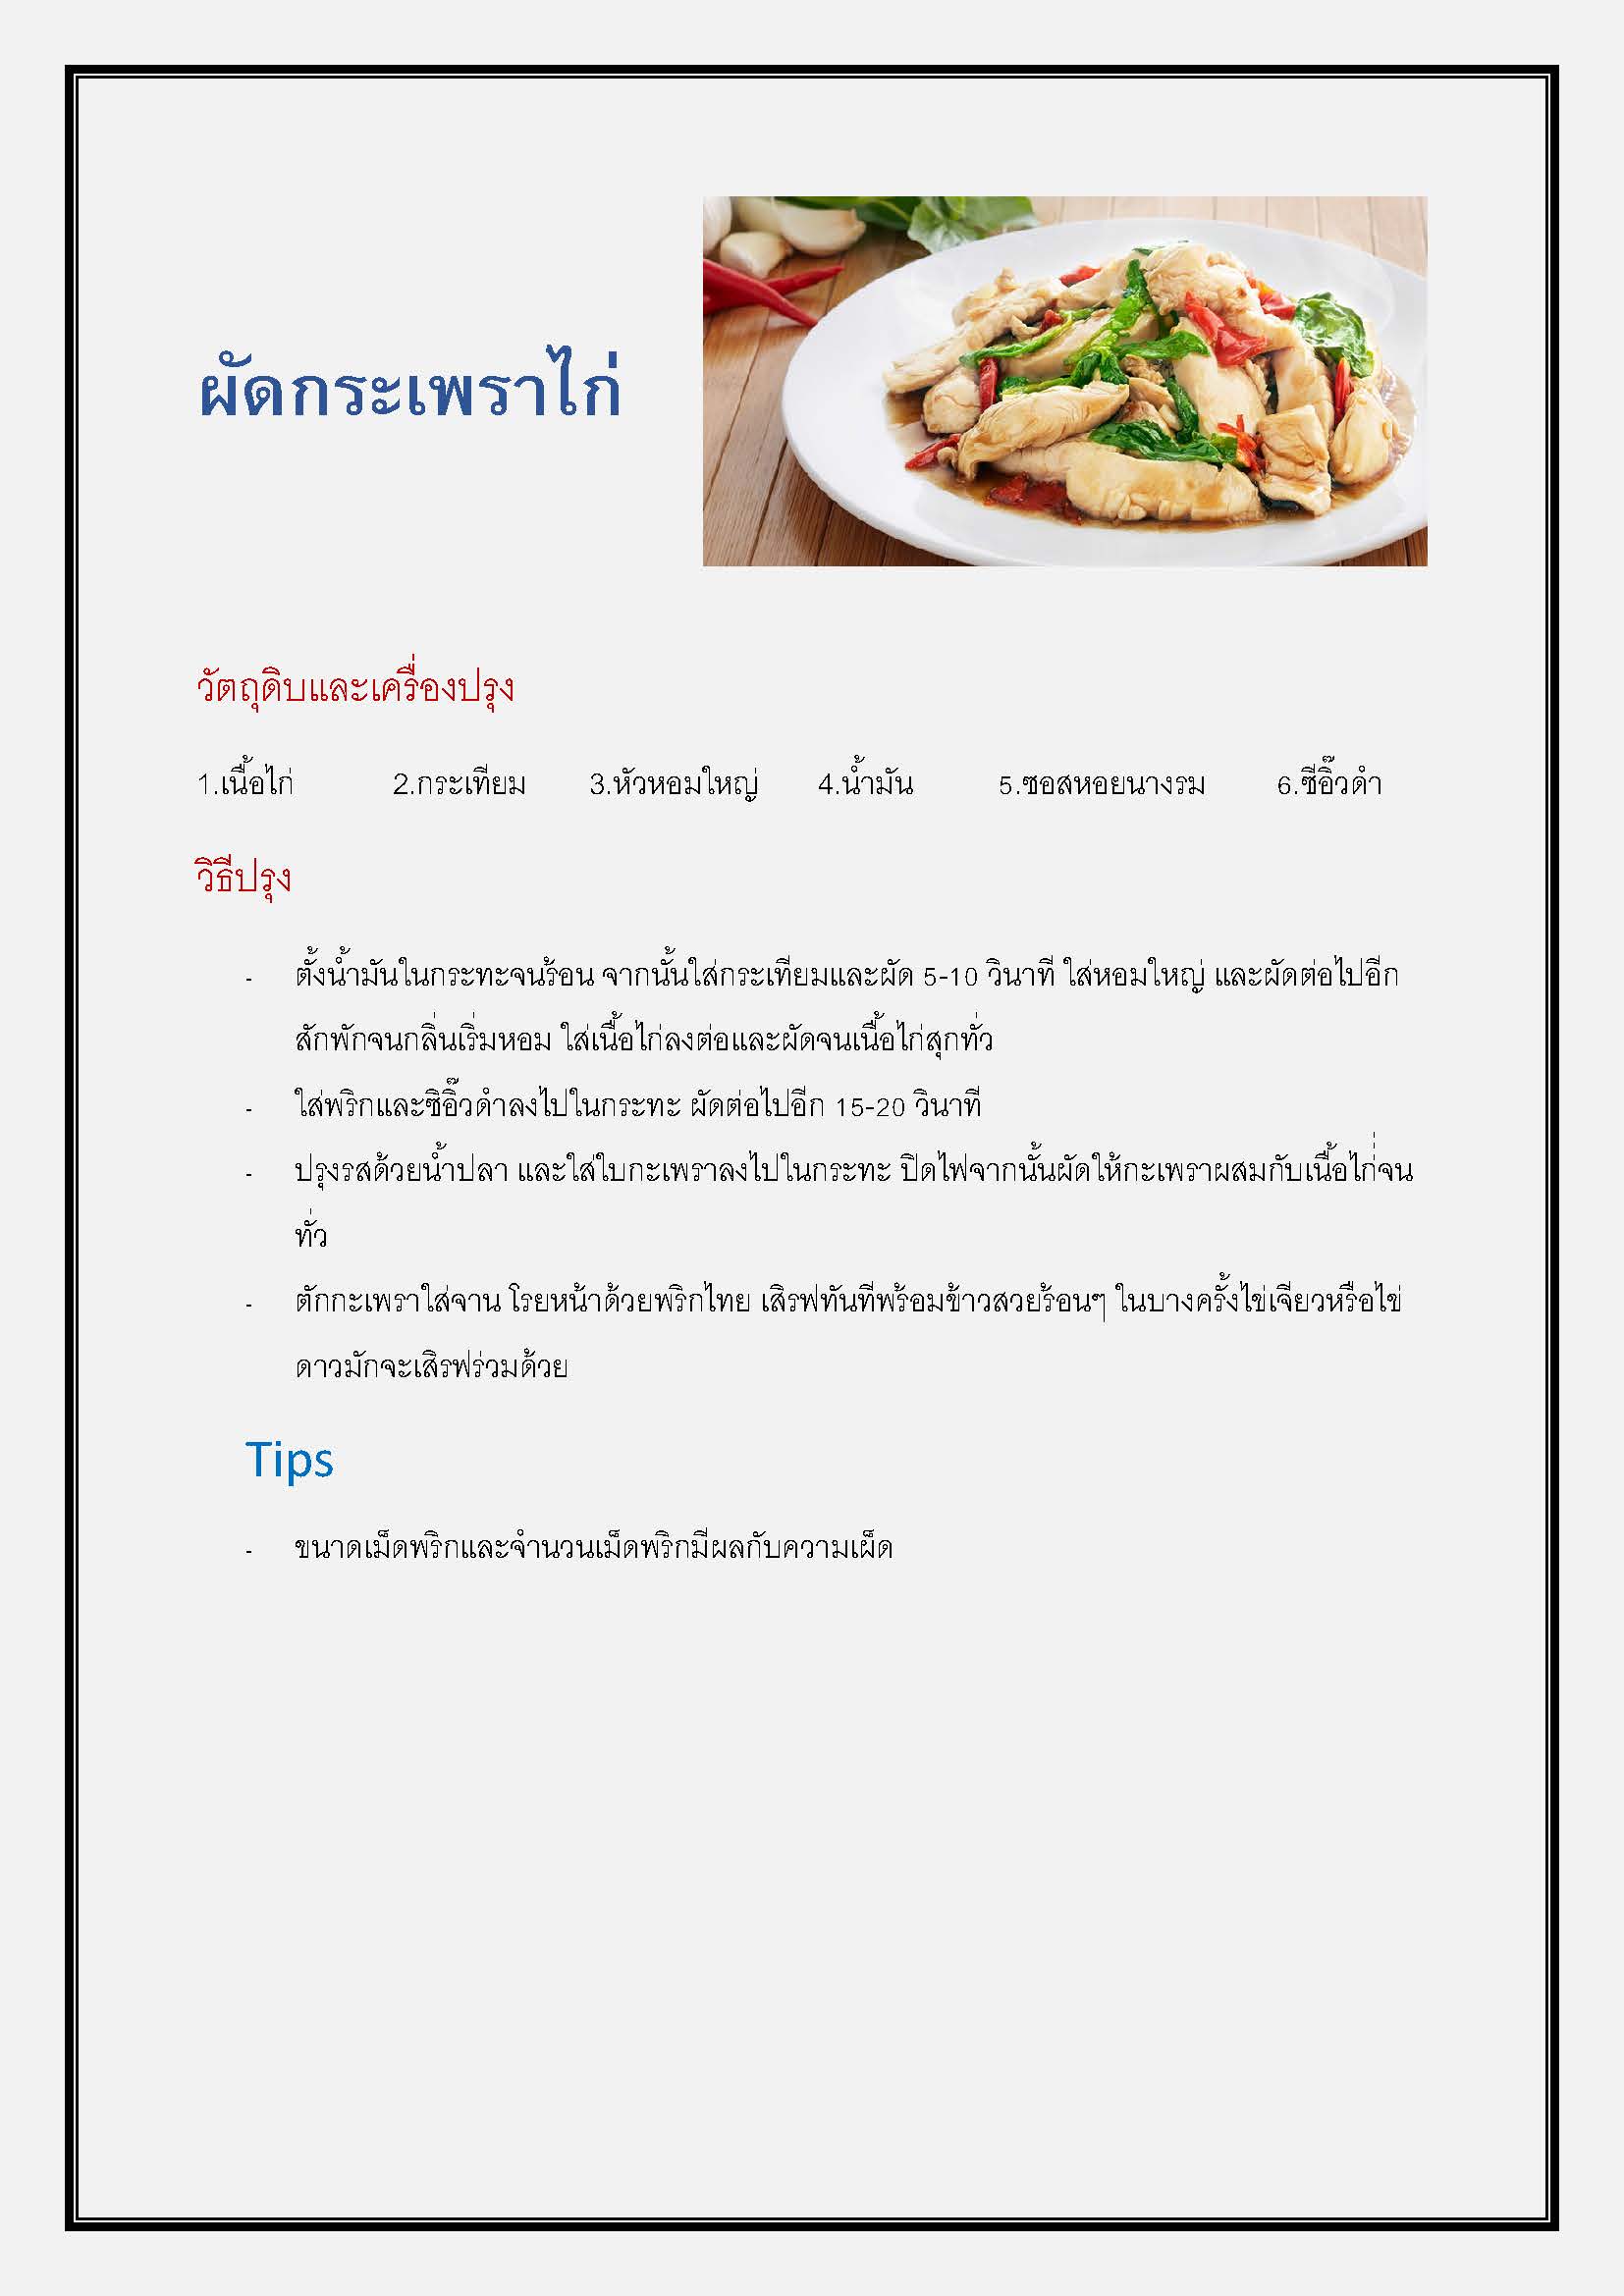 ผัดกระเพราไก่
วัตถุดิบและเครื่องปรุง
1.เนื้อไก่ 2.กระเทียม 3.หัวหอมใหญ่ 4.น้ำมัน 5.ซอสหอยนางรม 6.ซีอิ๊วดำ
วิธีปรุง
- ตั้งน้ำมันในกระทะจนร้อน จากนั้นใส่กระเทียมและผัด 5-10 วินาที ใส่หอมใหญ่ และผัดต่อไปอีก
สักพักจนกลิ่นเริ่มหอม ใส่เนื้อไก่ลงต่อและผัดจนเนื้อไก่สุกทั่ว
- ใส่พริกและซิอิ๊วดำลงไปในกระทะ ผัดต่อไปอีก 15-20 วินาที
- ปรุงรสด้วยน้ำปลา และใส่ใบกะเพราลงไปในกระทะ ปิดไฟจากนั้นผัดให้กะเพราผสมกับเนื้อไก่่จน
ทั่ว
- ตักกะเพราใส่จาน โรยหน้าด้วยพริกไทย เสิรฟทันทีพร้อมข้าวสวยร้อนๆ ในบางครั้งไข่เจียวหรือไข่
ดาวมักจะเสิรฟร่วมด้วย
Tips
- ขนาดเม็ดพริกและจำนวนเม็ดพริกมีผลกับความเผ็ด